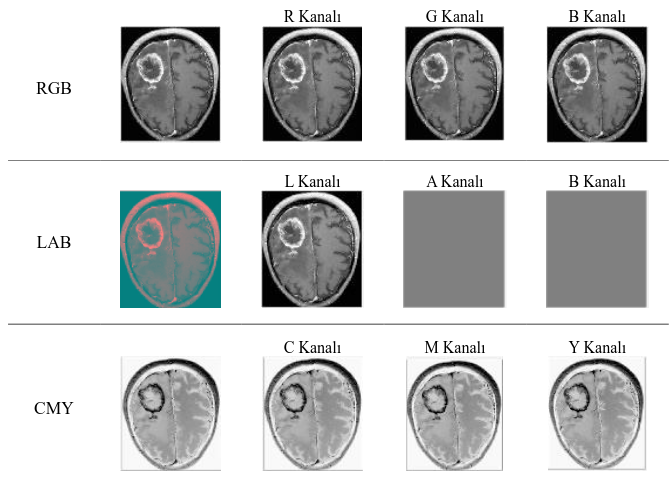 R Kanalı G Kanalı B Kanalı
RGB
L Kanalı A Kanalı B Kanalı
LAB
C Kanalı M Kanalı Y Kanalı
CMY